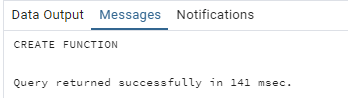 Data Output Messages Notifications
CREATE FUNCTION
Query returned successfully in 141 msec.